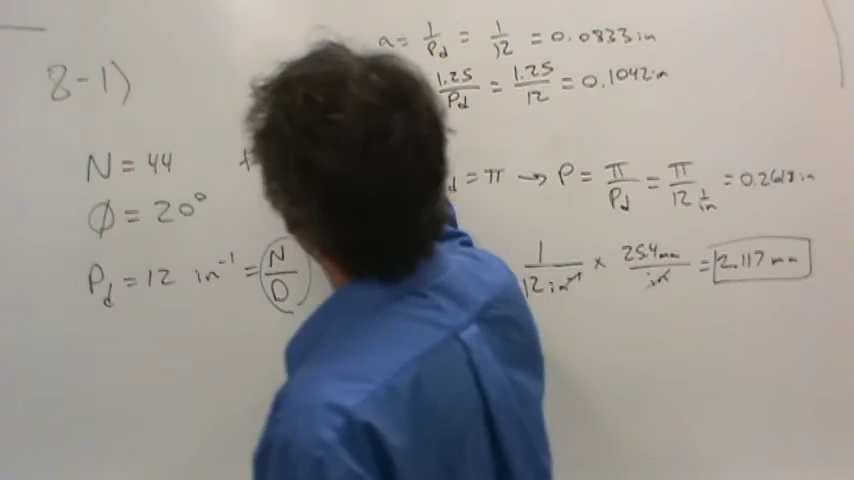 a = 1/Pd = 1/12 = 0.0833 in
8-1)
1.25/Pd = 1.25/12 = 0.1042 in
N = 44
d = π → P = π/Pd = π/12 1/in = 0.2618 in
ϕ = 20°
Pd = 12 in⁻¹ = N/D
1/12 in⁻¹ × 25.4 mm/in = 2.117 mm